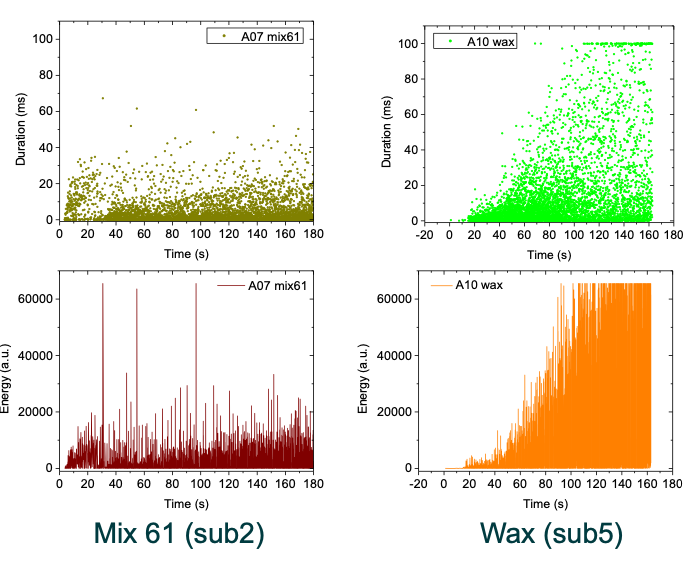 A07 mix61
Duration (ms)
100
80
60
40
20
0
0 20 40 60 80 100 120 140 160 180
Time (s)
A10 wax
Duration (ms)
100
80
60
40
20
0
-20 0 20 40 60 80 100 120 140 160 180
Time (s)
A07 mix61
Energy (a.u.)
60000
40000
20000
0
0 20 40 60 80 100 120 140 160 180
Time (s)
A10 wax
Energy (a.u.)
60000
40000
20000
0
-20 0 20 40 60 80 100 120 140 160 180
Time (s)
Mix 61 (sub2)
Wax (sub5)